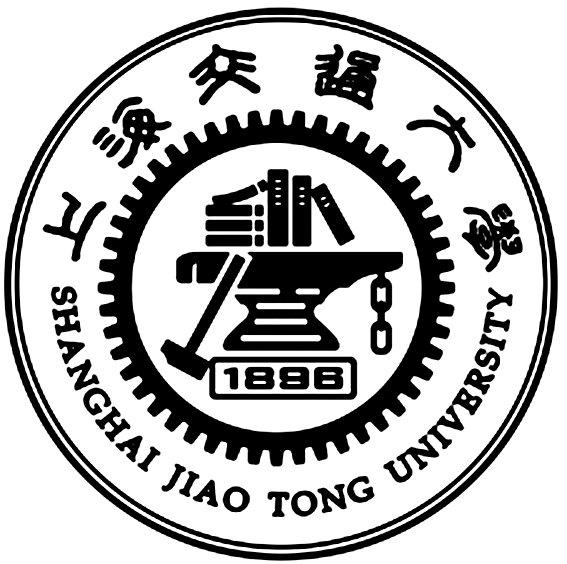 上海交通大學
1896
SHANGHAI JIAO TONG UNIVERSITY